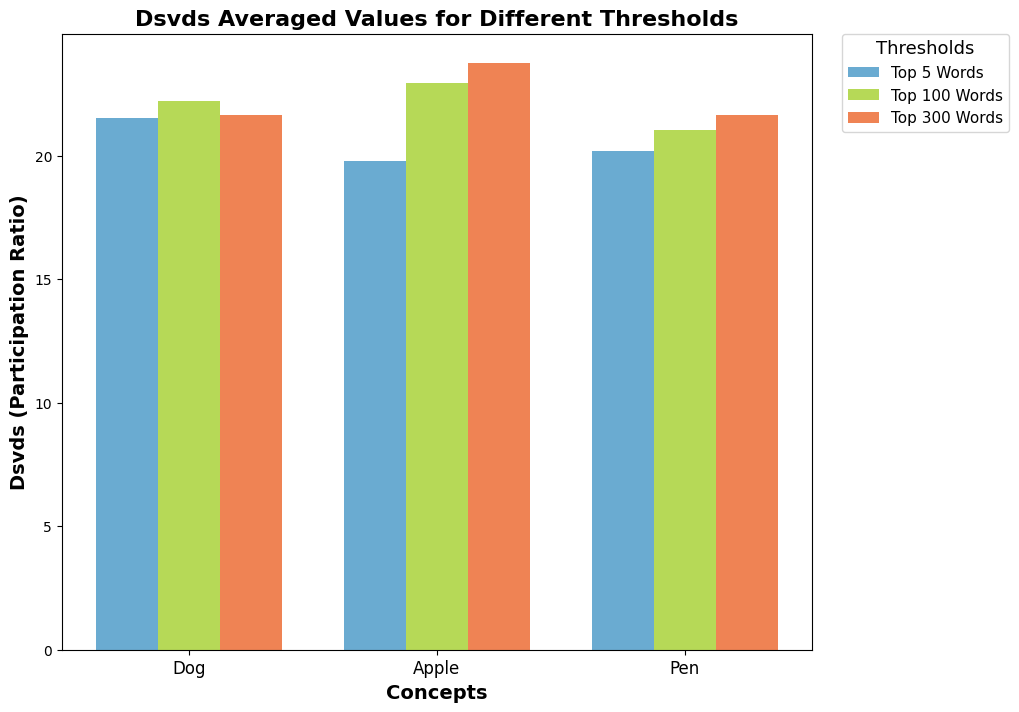 Dsvds Averaged Values for Different Thresholds
Thresholds
Top 5 Words
Top 100 Words
Top 300 Words
Dsvds (Participation Ratio)
20
15
10
5
0
Dog
Apple
Pen
Concepts